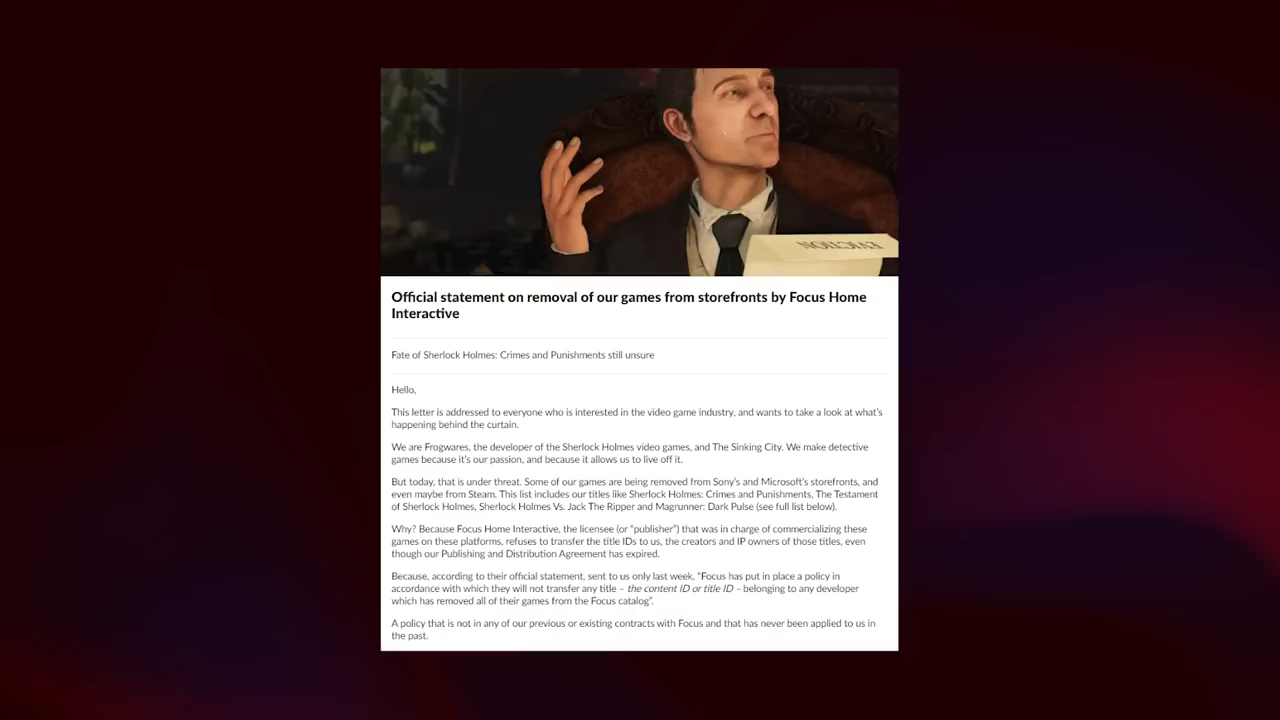 EVICTION
Official statement on removal of our games from storefronts by Focus Home
Interactive
Fate of Sherlock Holmes: Crimes and Punishments still unsure
Hello,
This letter is addressed to everyone who is interested in the video game industry, and wants to take a look at what's
happening behind the curtain.
We are Frogwares, the developer of the Sherlock Holmes video games, and The Sinking City. We make detective
games because it's our passion, and because it allows us to live off it.
But today, that is under threat. Some of our games are being removed from Sony's and Microsoft's storefronts, and
even maybe from Steam. This list includes our titles like Sherlock Holmes: Crimes and Punishments, The Testament
of Sherlock Holmes, Sherlock Holmes Vs. Jack The Ripper and Magrunner: Dark Pulse (see full list below).
Why? Because Focus Home Interactive, the licensee (or "publisher") that was in charge of commercializing these
games on these platforms, refuses to transfer the title IDs to us, the creators and IP owners of those titles, even
though our Publishing and Distribution Agreement has expired.
Because, according to their official statement, sent to us only last week, "Focus has put in place a policy in
accordance with which they will not transfer any title – the content ID or title ID – belonging to any developer
which has removed all of their games from the Focus catalog".
A policy that is not in any of our previous or existing contracts with Focus and that has never been applied to us in
the past.